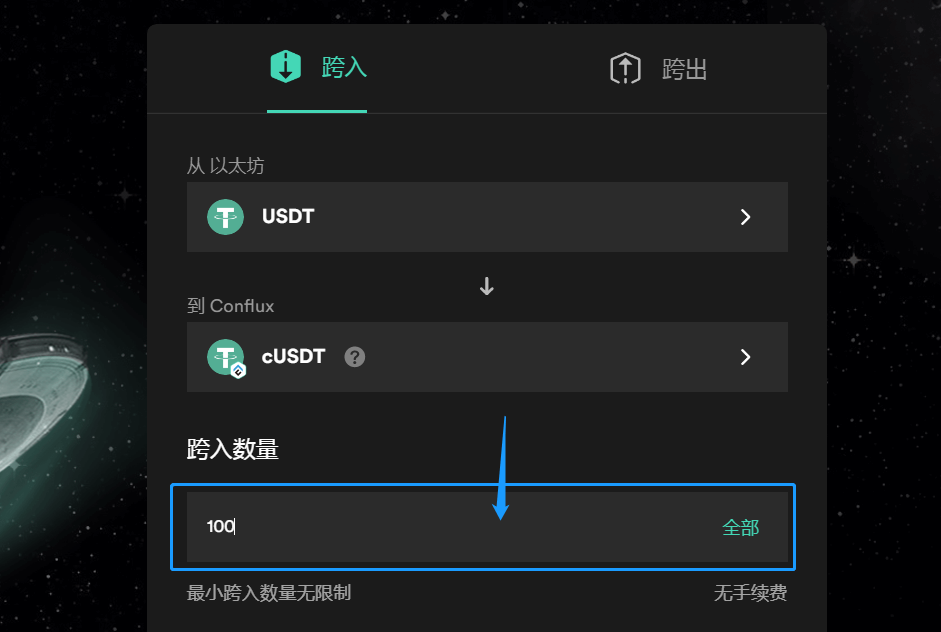 跨入 跨出
从 以太坊
USDT
到 Conflux
cUSDT ?
跨入数量
100 全部
最小跨入数量无限制 无手续费